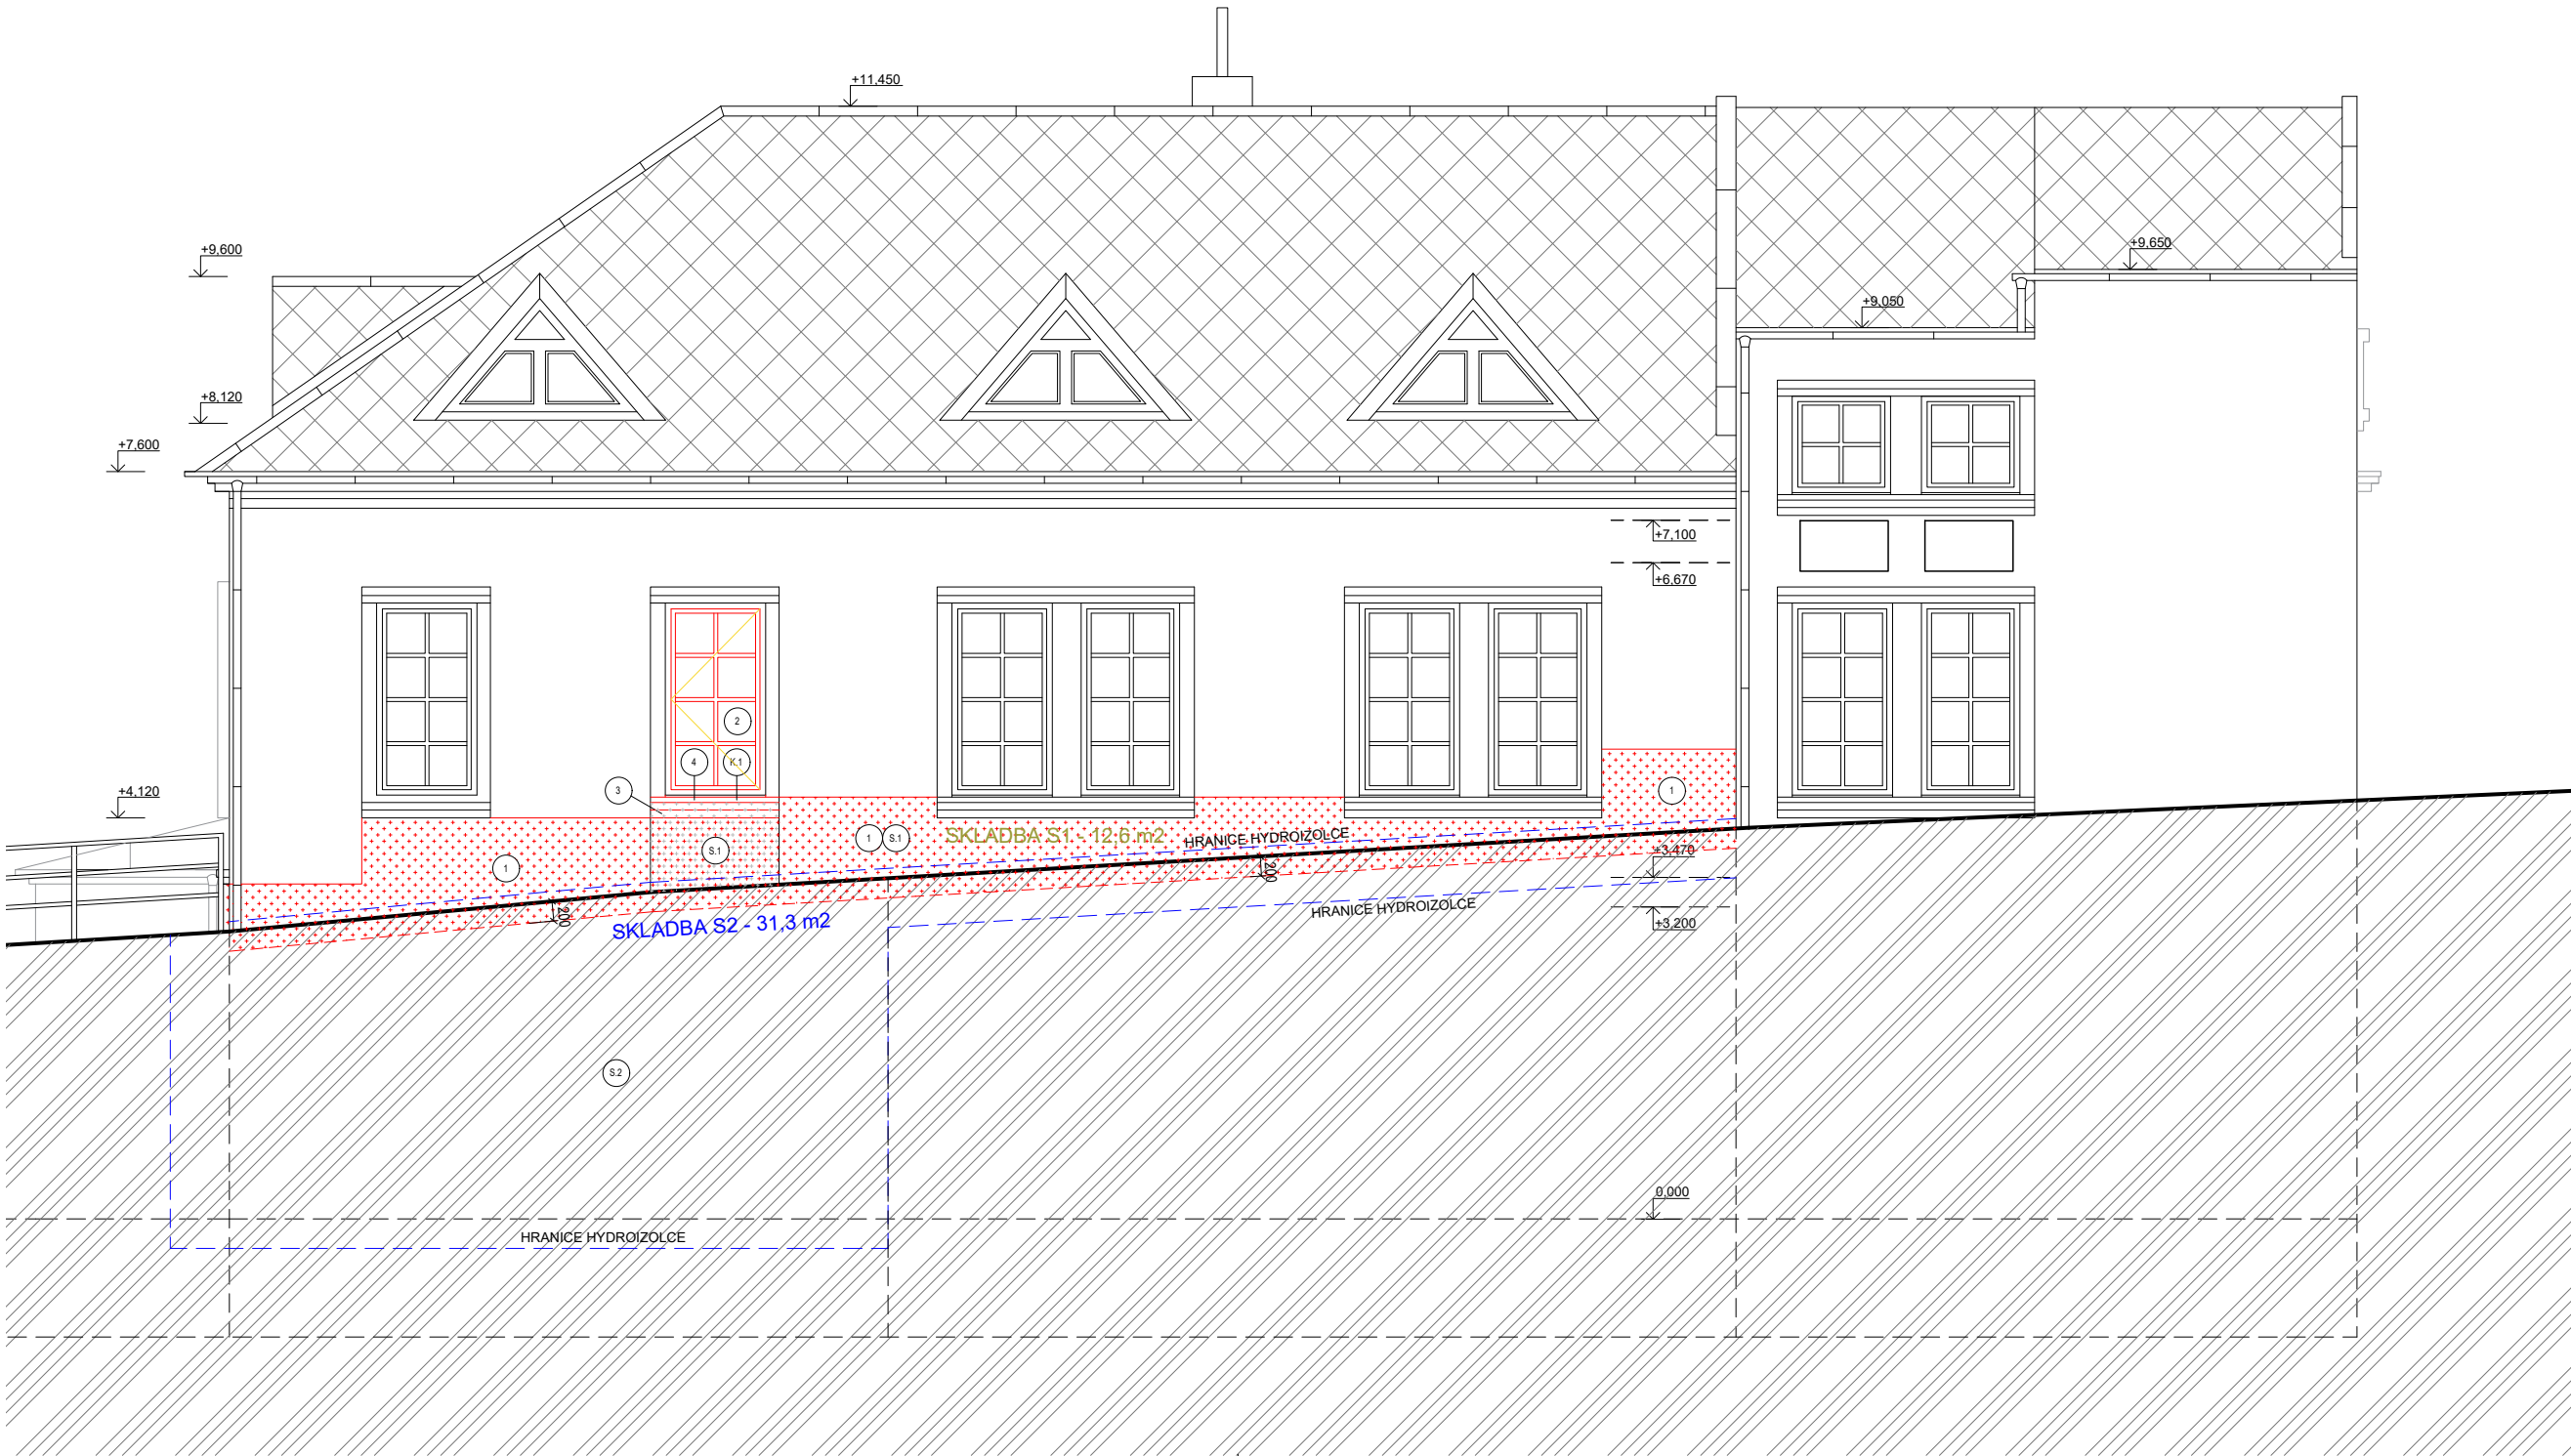 +11,450
+9,600
+9,650
+9,050
+8,120
+7,600
+7,100
+6,670
2
4
K.1
3
1
+4,120
1
S.1
SKLADBA S1 - 12,6 m2
HRANICE HYDROIZOLCE
S.1
+3,470
1
200
200
HRANICE HYDROIZOLCE
SKLADBA S2 - 31,3 m2
+3,200
S.2
0,000
HRANICE HYDROIZOLCE